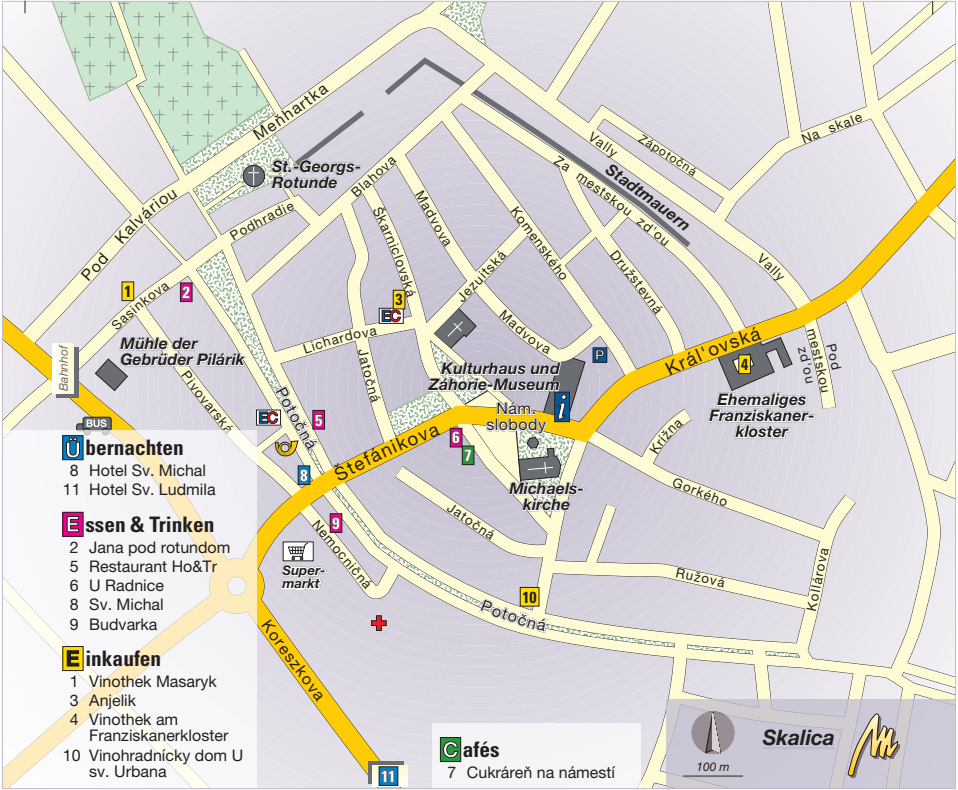 Meňhartka
St.-Georgs-
Rotunde
Pod Kalváriou
Podhradie
Blahova
Škarniclovská
Madvova
Komenského
Jezuitská
Za mestskou zd'ou
Vally
Zápotočná
Na skale
Stadtmauern
Družstevná
Vally
1
2
Sasinkova
3
EC
Lichardova
Jatočná
Madvova
P
Král'ovská
4
Pod
mestskou
zd'ou
Bahnhof
Mühle der
Gebrüder Pilárik
Pivovarská
Potočná
Kulturhaus und
Záhorie-Museum
Nám.
slobody
i
Ehemaliges
Franziskaner-
kloster
BUS
EC
5
Štefánikova
6
7
Krížna
8
Michaels-
kirche
Gorkého
9
Nemocničná
Jatočná
Super-
markt
Ružová
Kollárova
10
Potočná
Koreszkova
11
Übernachten
8 Hotel Sv. Michal
11 Hotel Sv. Ludmila
Essen & Trinken
2 Jana pod rotundom
5 Restaurant Ho&Tr
6 U Radnice
8 Sv. Michal
9 Budvarka
Einkaufen
1 Vinothek Masaryk
3 Anjelik
4 Vinothek am
Franziskanerkloster
10 Vinohradnícky dom U
sv. Urbana
Cafés
7 Cukráreň na námestí
100 m
Skalica